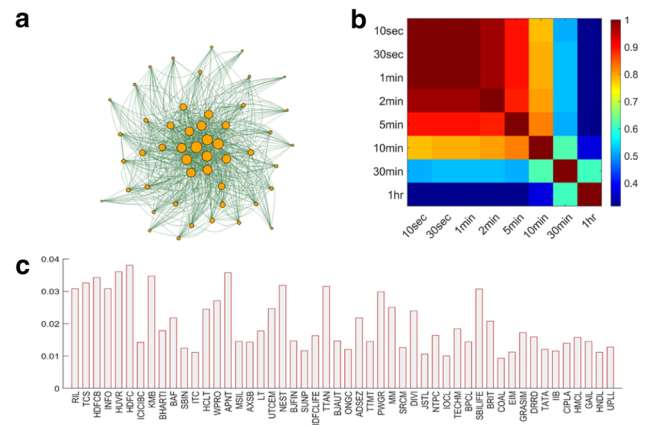 a
b
10sec
30sec
1min
2min
5min
10min
30min
1hr
10sec
30sec
1min
2min
5min
10min
30min
1hr
1
0.9
0.8
0.7
0.6
0.5
0.4
c
0.04
0.03
0.02
0.01
0
RIL
TCS
HDFCB
INFO
HUVR
HDFC
ICICIBC
KMB
BHARTI
BAF
SBIN
ITC
HCLT
WPRO
APNT
MSIL
AXSB
LT
UTCEM
NEST
BJFIN
SUNP
IDFCLIFE
TTAN
BJAUT
ONGC
ADSEZ
TTMT
PWGR
MM
SRCM
DIVI
JSTL
NTPC
IOCL
TECHM
BPCL
SBILIFE
BRIT
COAL
EIM
GRASIM
DRRD
TATA
IIB
CIPLA
HMCL
GAIL
HNDL
UPLL